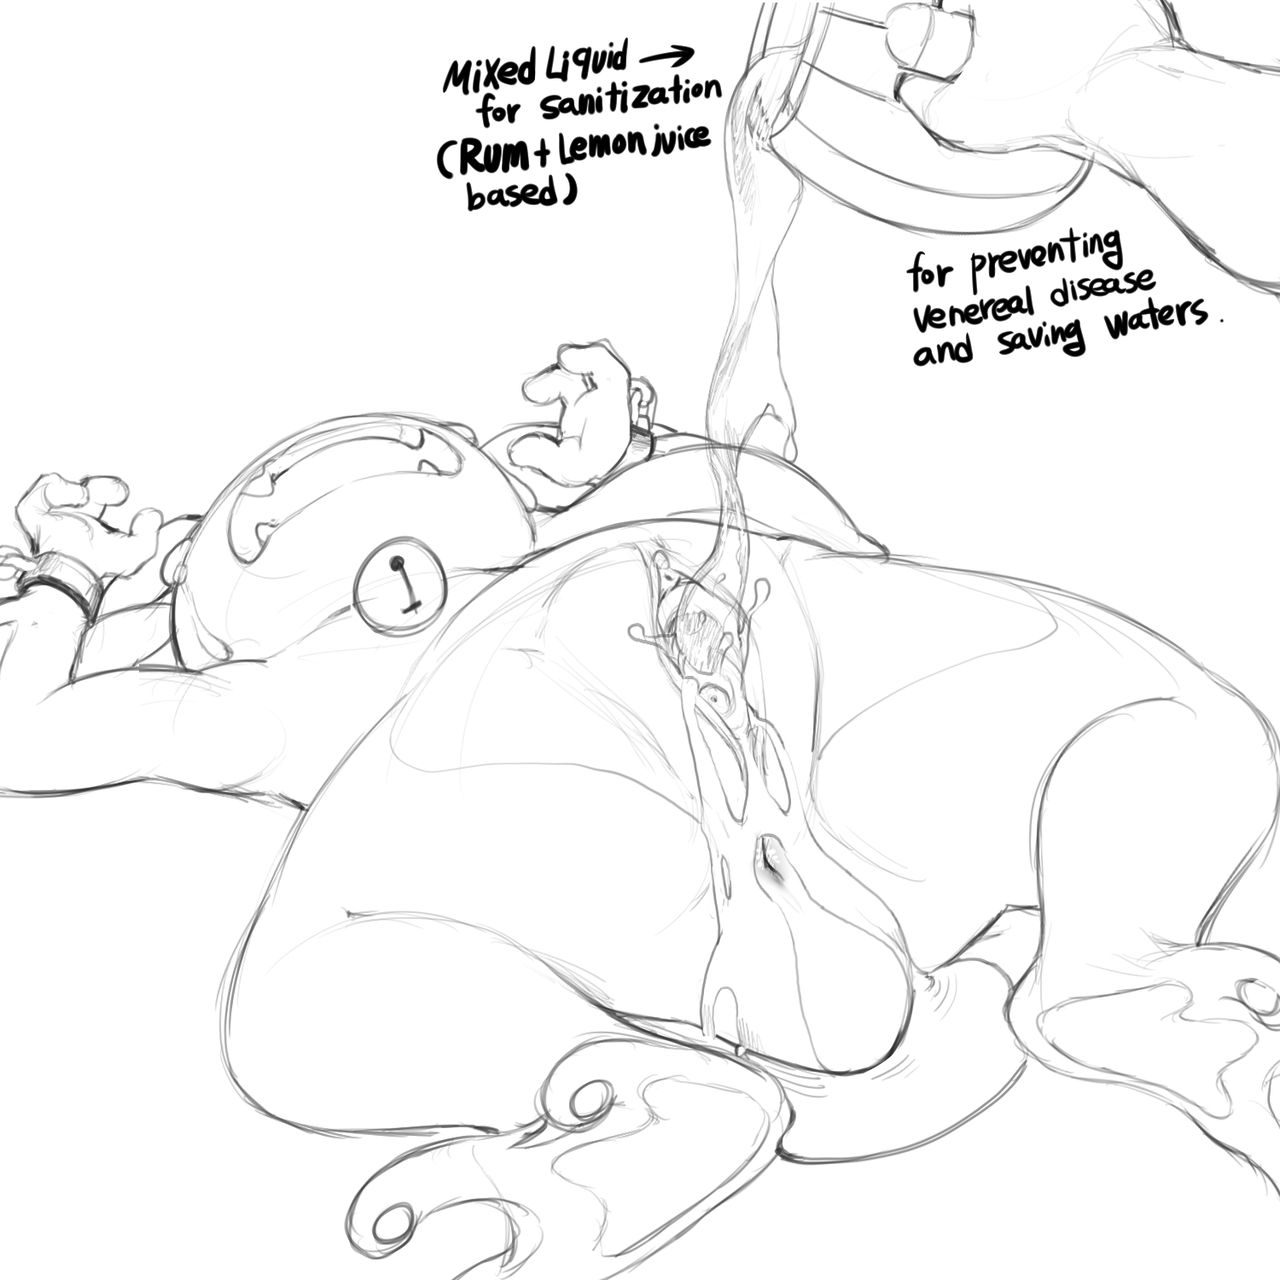 Mixed Liquid →
for sanitization
(Rum + Lemon juice
based)
for preventing
venereal disease
and saving waters.